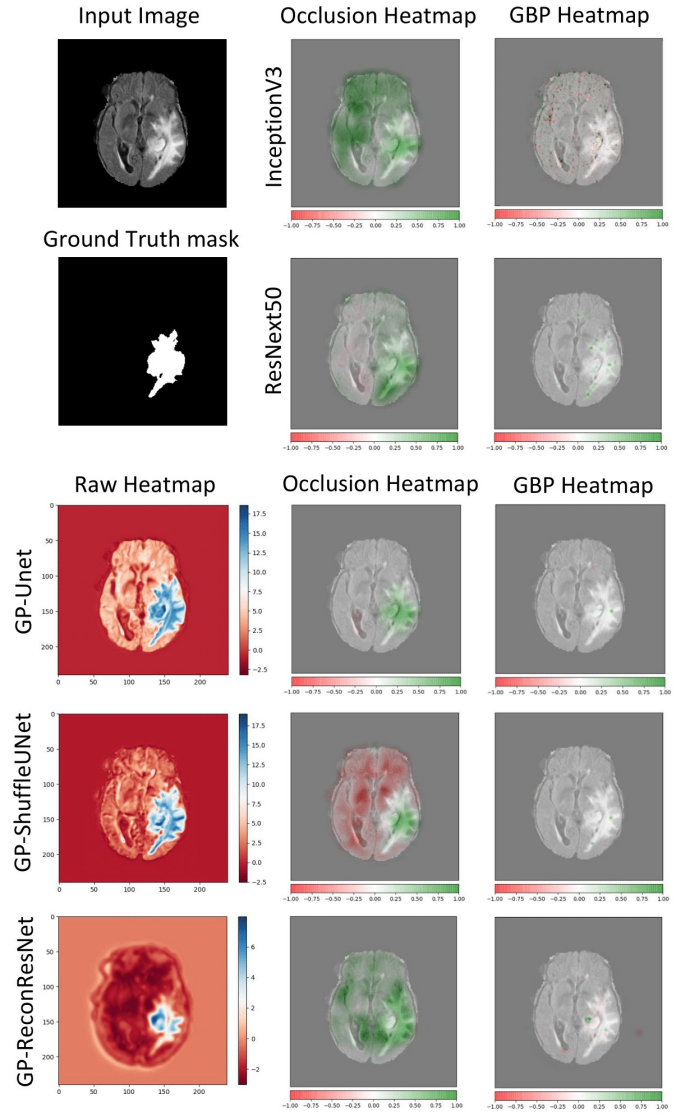 Input Image
Occlusion Heatmap
GBP Heatmap
InceptionV3
−1.00 −0.75 −0.50 −0.25 0.00 0.25 0.50 0.75 1.00
−1.00 −0.75 −0.50 −0.25 0.00 0.25 0.50 0.75 1.00
Ground Truth mask
ResNext50
−1.00 −0.75 −0.50 −0.25 0.00 0.25 0.50 0.75 1.00
−1.00 −0.75 −0.50 −0.25 0.00 0.25 0.50 0.75 1.00
Raw Heatmap
Occlusion Heatmap
GBP Heatmap
GP-Unet
0
50
100
150
200
0 50 100 150 200
17.5
15.0
12.5
10.0
7.5
5.0
2.5
0.0
−2.5
−1.00 −0.75 −0.50 −0.25 0.00 0.25 0.50 0.75 1.00
−1.00 −0.75 −0.50 −0.25 0.00 0.25 0.50 0.75 1.00
GP-ShuffleUNet
0
50
100
150
200
0 50 100 150 200
17.5
15.0
12.5
10.0
7.5
5.0
2.5
0.0
−2.5
−1.00 −0.75 −0.50 −0.25 0.00 0.25 0.50 0.75 1.00
−1.00 −0.75 −0.50 −0.25 0.00 0.25 0.50 0.75 1.00
GP-ReconResNet
0
50
100
150
200
0 50 100 150 200
6
4
2
0
−2
−1.00 −0.75 −0.50 −0.25 0.00 0.25 0.50 0.75 1.00
−1.00 −0.75 −0.50 −0.25 0.00 0.25 0.50 0.75 1.00